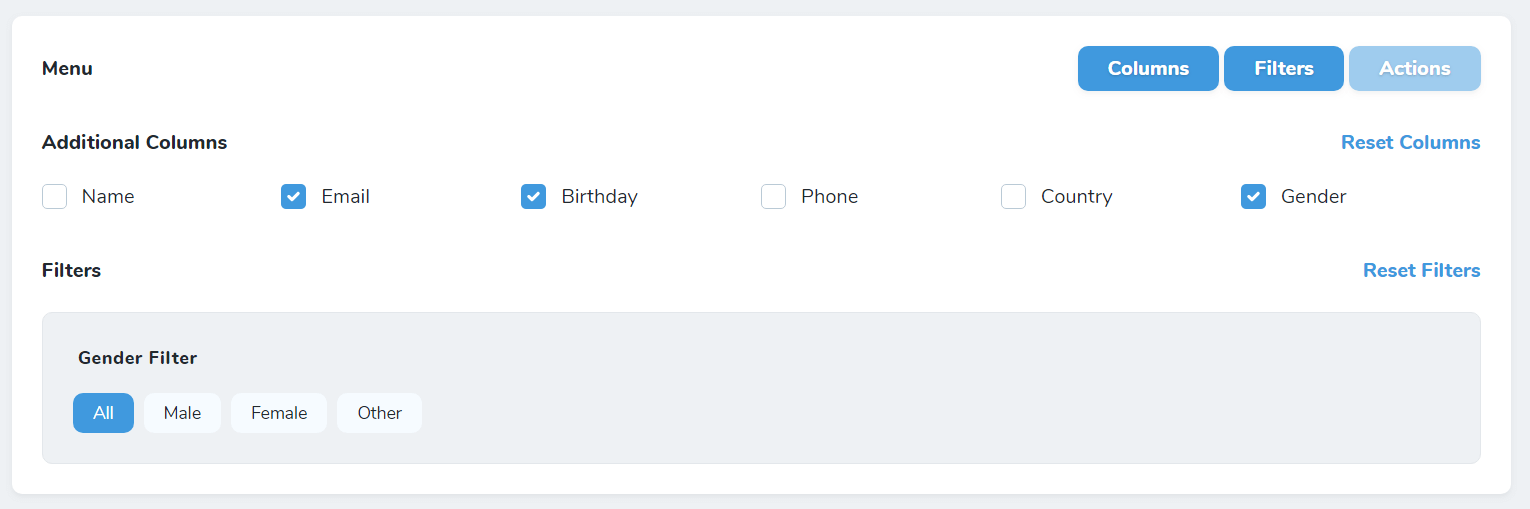 Menu Columns Filters Actions
Additional Columns Reset Columns
Name Email Birthday Phone Country Gender
Filters Reset Filters
Gender Filter
All Male Female Other